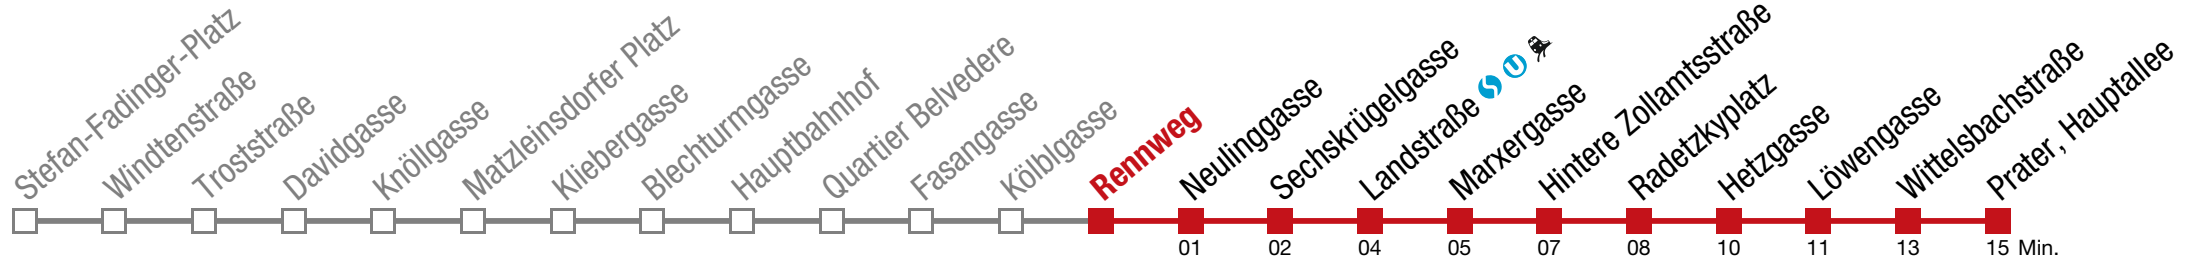 Stefan-Fadinger-Platz
Windtenstraße
Troststraße
Davidgasse
Knöllgasse
Matzleinsdorfer Platz
Kliebergasse
Blechturmgasse
Hauptbahnhof
Quartier Belvedere
Fasangasse
Kölblgasse
Rennweg
Neulinggasse
Sechskrügelgasse
Landstraße S U
Marxergasse
Hintere Zollamtsstraße
Radetzkyplatz
Hetzgasse
Löwengasse
Wittelsbachstraße
Prater, Hauptallee
01 02 04 05 07 08 10 11 13 15 Min.